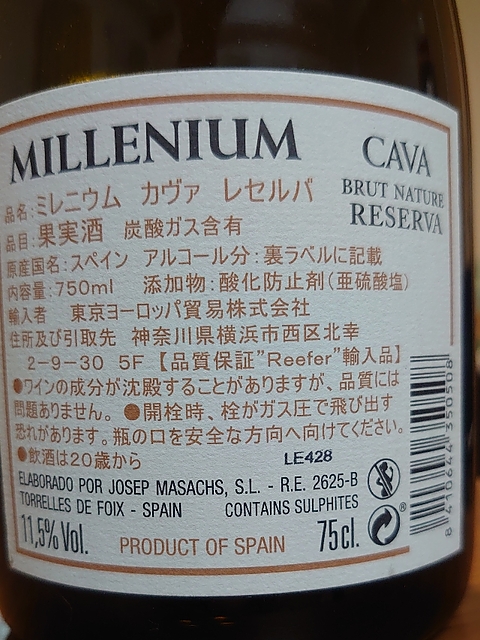 MILLENIUM
CAVA
BRUT NATURE
RESERVA
品名:ミレニウム カヴァ レセルバ
品目:果実酒 炭酸ガス含有
原産国名:スペイン アルコール分:裏ラベルに記載
内容量:750ml 添加物:酸化防止剤(亜硫酸塩)
輸入者 東京ヨーロッパ貿易株式会社
住所及び引取先 神奈川県横浜市西区北幸
2-9-30 5F【品質保証"Reefer"輸入品】
●ワインの成分が沈殿することがありますが、品質には
問題ありません。●開栓時、栓がガス圧で飛び出す
恐れがあります。瓶の口を安全な方向へ向けてください。
●飲酒は20歳から
LE428
ELABORADO POR JOSEP MASACHS, S.L. - R.E. 2625-B
TORRELLES DE FOIX - SPAIN CONTAINS SULPHITES
11,5% Vol. PRODUCT OF SPAIN 75cl.
8 410644 350508